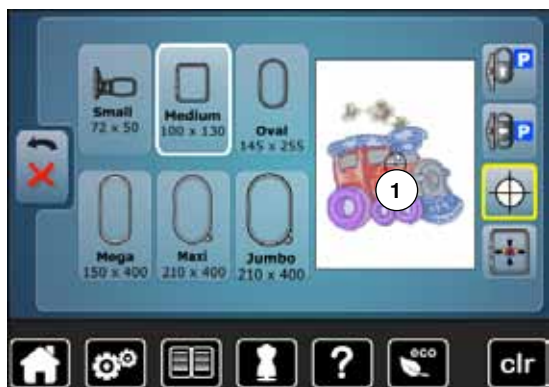 Small
72 x 50
Medium
100 x 130
Oval
145 x 255
Mega
150 x 400
Maxi
210 x 400
Jumbo
210 x 400
1
P
P
?
eco
clr